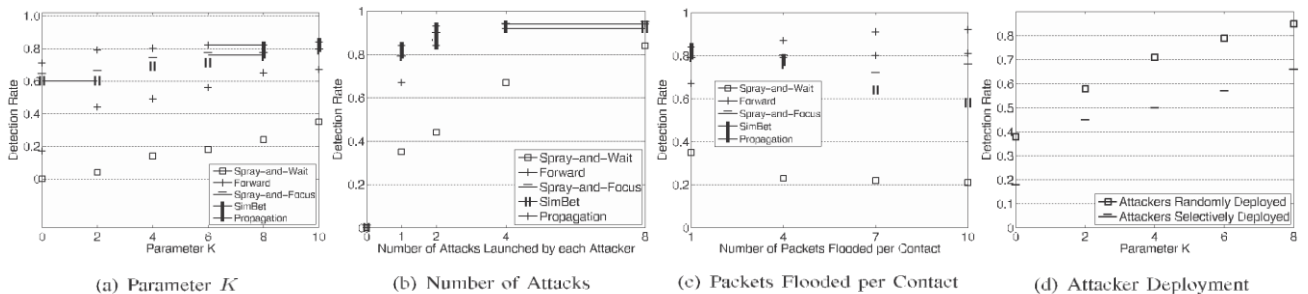 1.0
0.8
0.6
0.4
0.2
0.0
Detection Rate
Spray-and-Wait
Forward
Spray-and-Focus
SimBet
Propagation
0 2 4 6 8 10
Parameter K
(a) Parameter K
1
0.8
0.6
0.4
0.2
0
Detection Rate
Spray-and-Wait
Forward
Spray-and-Focus
SimBet
Propagation
0 1 2 4 8
Number of Attacks Launched by each Attacker
(b) Number of Attacks
1
0.8
0.6
0.4
0.2
0
Detection Rate
Spray-and-Wait
Forward
Spray-and-Focus
SimBet
Propagation
1 4 7 10
Number of Packets Flooded per Contact
(c) Packets Flooded per Contact
0.8
0.7
0.6
0.5
0.4
0.3
0.2
0.1
0
Detection Rate
Attackers Randomly Deployed
Attackers Selectively Deployed
0 2 4 6 8
Parameter K
(d) Attacker Deployment